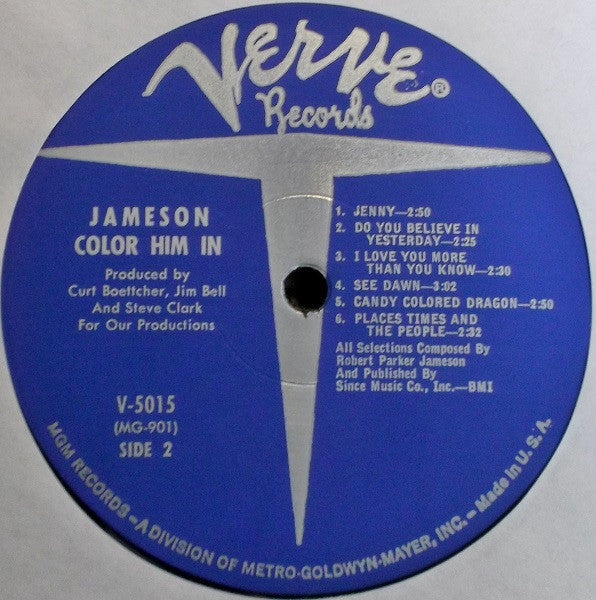 Verve®
Records
JAMESON
COLOR HIM IN
Produced by
Curt Boettcher, Jim Bell
And Steve Clark
For Our Productions
V-5015
(MG-901)
SIDE 2
1. JENNY—2:50
2. DO YOU BELIEVE IN
YESTERDAY—2:25
3. I LOVE YOU MORE
THAN YOU KNOW—2:30
4. SEE DAWN—3:02
5. CANDY COLORED DRAGON—2:50
6. PLACES TIMES AND
THE PEOPLE—2:32
All Selections Composed By
Robert Parker Jameson
And Published By
Since Music Co., Inc.—BMI
MGM RECORDS – A DIVISION OF METRO-GOLDWYN-MAYER, INC. – Made in U. S. A.